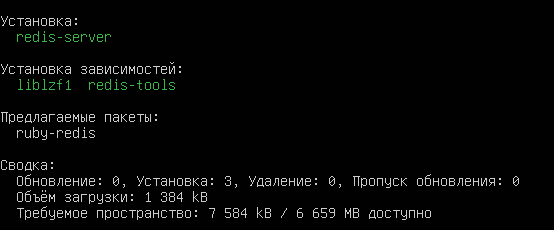 Установка:
redis-server
Установка зависимостей:
liblzf1 redis-tools
Предлагаемые пакеты:
ruby-redis
Сводка:
Обновление: 0, Установка: 3, Удаление: 0, Пропуск обновления: 0
Объём загрузки: 1 384 kB
Требуемое пространство: 7 584 kB / 6 659 MB доступно